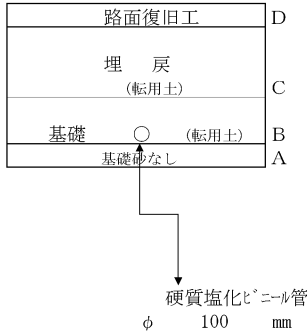 路面復旧工 D
埋 戻
(転用土)
C
基礎 (転用土) B
基礎砂なし A
硬質塩化ビニール管
φ 100 mm